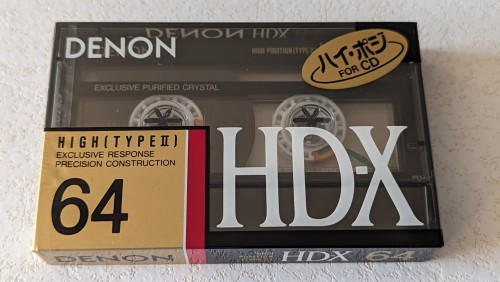 DENON
DENON HDX
HIGH POSITION(TYPE II)
ハイ・ポジ
FOR CD
EXCLUSIVE PURIFIED CRYSTAL
HIGH(TYPE II)
EXCLUSIVE RESPONSE
PRECISION CONSTRUCTION
64
HD-X
DENON
HDX
64